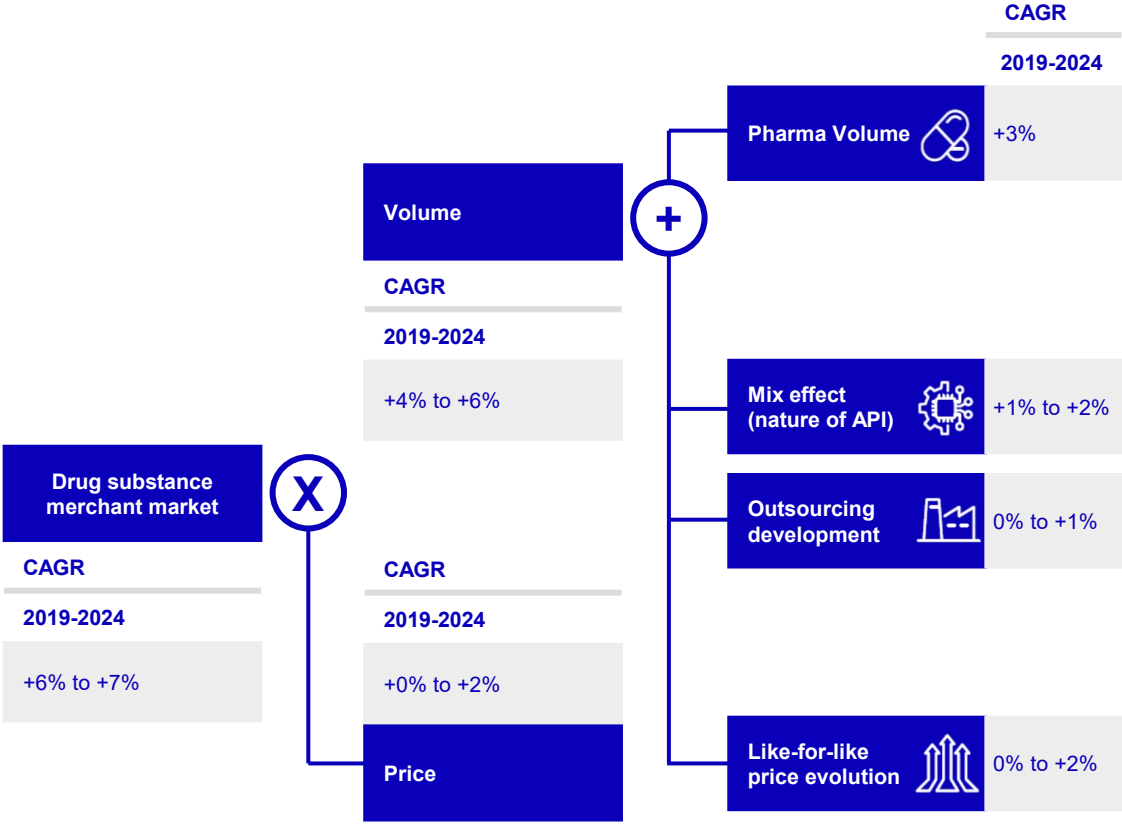 CAGR
2019-2024
Pharma Volume
+3%
Volume
+
CAGR
2019-2024
+4% to +6%
Mix effect
(nature of API)
+1% to +2%
Drug substance
merchant market
X
Outsourcing
development
0% to +1%
CAGR
2019-2024
+6% to +7%
CAGR
2019-2024
+0% to +2%
Price
Like-for-like
price evolution
0% to +2%